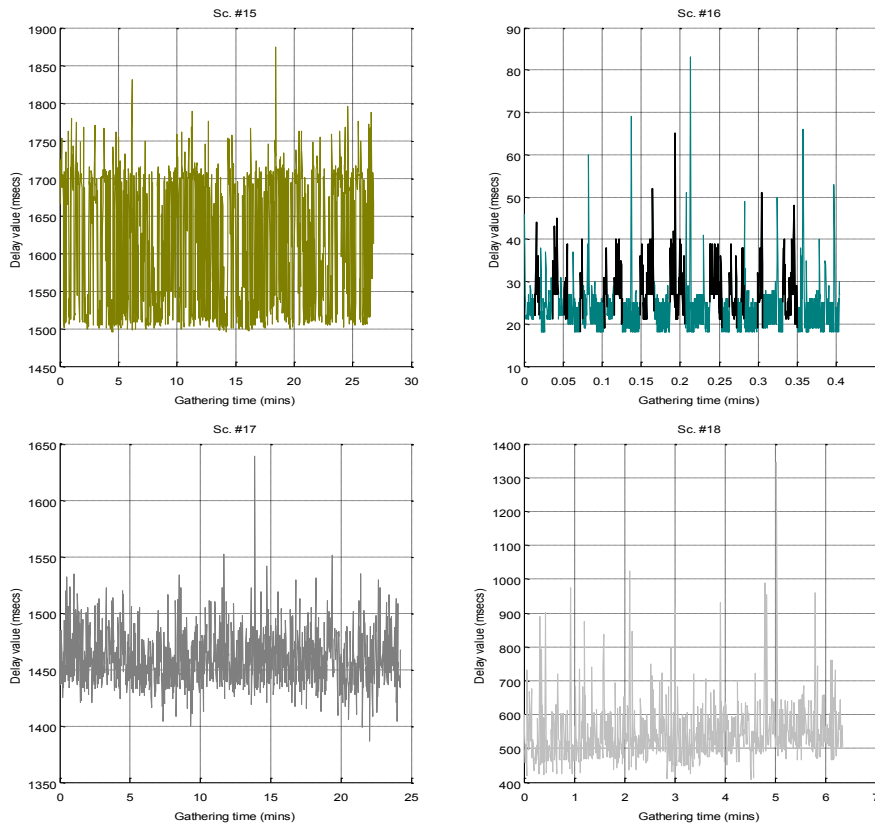 Sc. #15
1900
1850
1800
1750
1700
1650
1600
1550
1500
1450
Delay value (msecs)
0 5 10 15 20 25 30
Gathering time (mins)
Sc. #16
90
80
70
60
50
40
30
20
10
Delay value (msecs)
0 0.05 0.1 0.15 0.2 0.25 0.3 0.35 0.4
Gathering time (mins)
Sc. #17
1650
1600
1550
1500
1450
1400
1350
Delay value (msecs)
0 5 10 15 20 25
Gathering time (mins)
Sc. #18
1400
1300
1200
1100
1000
900
800
700
600
500
400
Delay value (msecs)
0 1 2 3 4 5 6 7
Gathering time (mins)